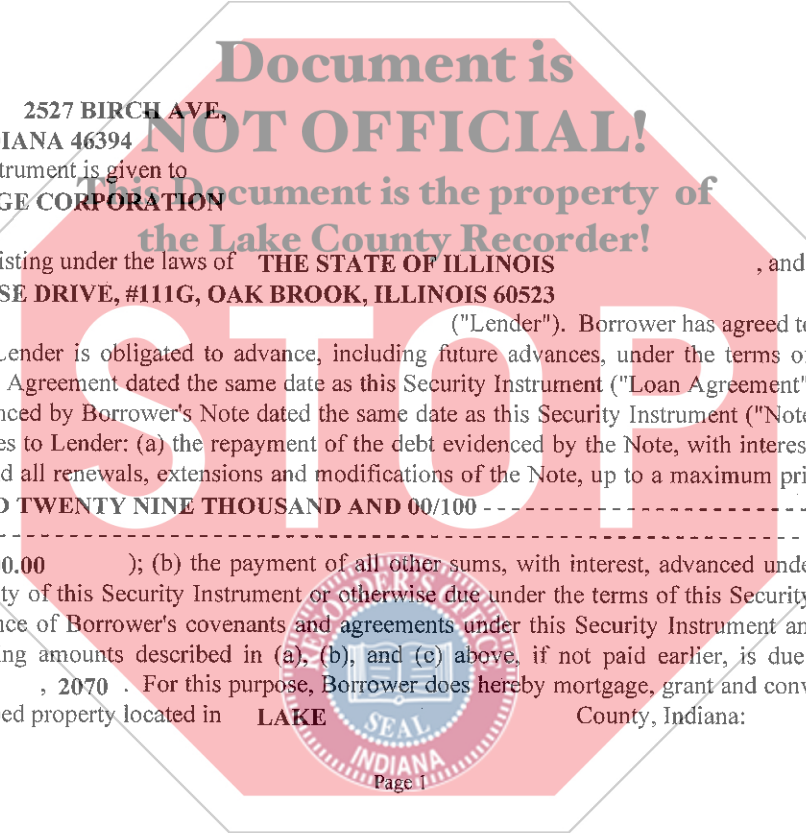 Document is
2527 BIRCH AVE,
NOT OFFICIAL!
IANA 46394
trument is given to
This Document is the property of
GE CORPORATION
the Lake County Recorder!
isting under the laws of THE STATE OF ILLINOIS , and
SE DRIVE, #111G, OAK BROOK, ILLINOIS 60523
("Lender"). Borrower has agreed to
STOP
Lender is obligated to advance, including future advances, under the terms of
Agreement dated the same date as this Security Instrument ("Loan Agreement"
nced by Borrower's Note dated the same date as this Security Instrument ("Note
es to Lender: (a) the repayment of the debt evidenced by the Note, with interes
d all renewals, extensions and modifications of the Note, up to a maximum pri
D TWENTY NINE THOUSAND AND 00/100 - - - - - - - - - - - - - - - - - - - - - - - -
0.00 ); (b) the payment of all other sums, with interest, advanced unde
ty of this Security Instrument or otherwise due under the terms of this Security
nce of Borrower's covenants and agreements under this Security Instrument an
ing amounts described in (a), (b), and (c) above, if not paid earlier, is due
, 2070 . For this purpose, Borrower does hereby mortgage, grant and conv
ed property located in LAKE County, Indiana:
RECORDER'S OFFICE
SEAL
INDIANA
Page 1